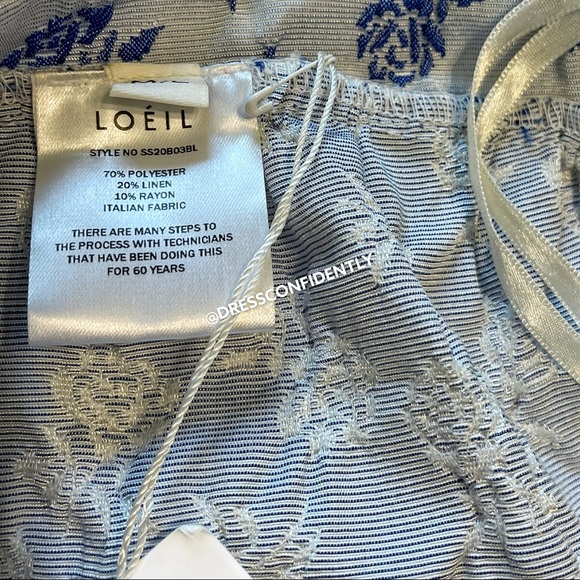 LOÉIL
STYLE NO SS20B03BL
70% POLYESTER
20% LINEN
10% RAYON
ITALIAN FABRIC
THERE ARE MANY STEPS TO
THE PROCESS WITH TECHNICIANS
THAT HAVE BEEN DOING THIS
FOR 60 YEARS
@DRESSCONFIDENTLY